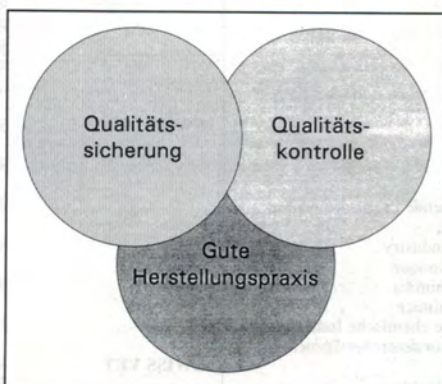 Qualitäts-
sicherung
Qualitäts-
kontrolle
Gute
Herstellungspraxis